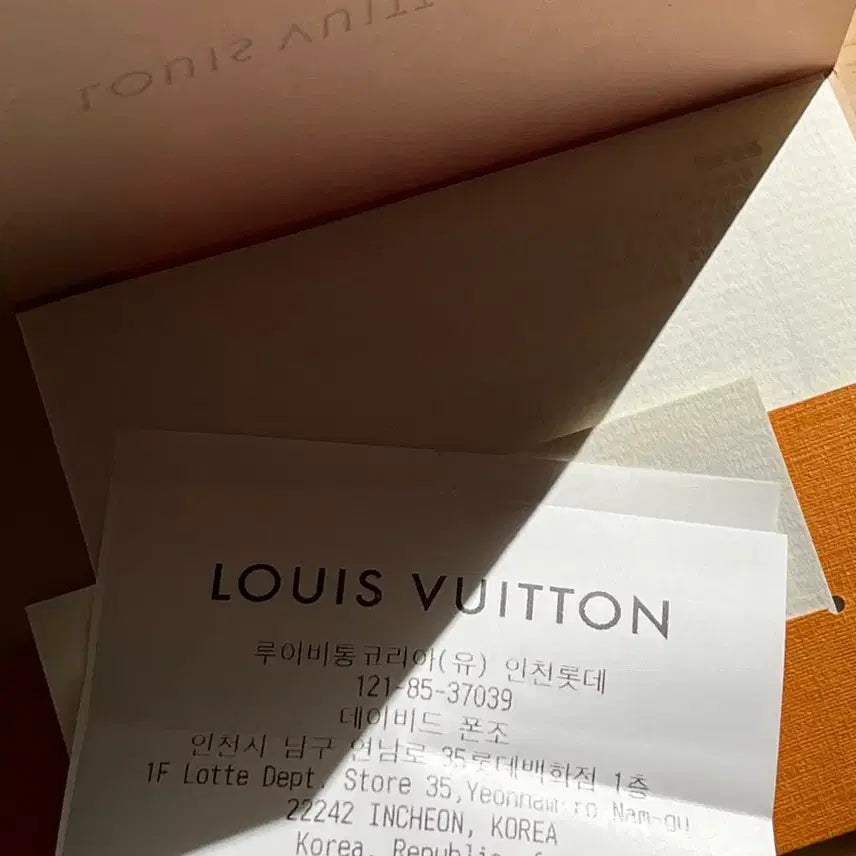 LOUIS VUITTON
LOUIS VUITTON
루이비통코리아(유) 인천롯데
121-85-37039
데이비드 폰조
인천시 남구 연남로 35롯데백화점 1층
1F Lotte Dept. Store 35,Yeonnam-ro Nam-gu
22242 INCHEON, KOREA
Korea, Republic